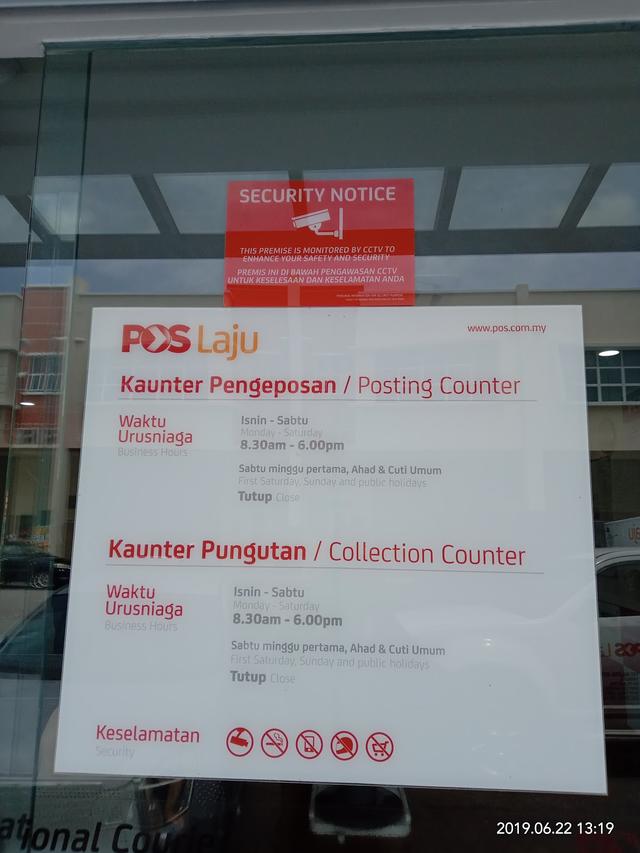 SECURITY NOTICE
THIS PREMISE IS MONITORED BY CCTV TO
ENHANCE YOUR SAFETY AND SECURITY
PREMIS INI DI BAWAH PENGAWASAN CCTV
UNTUK KESELESAAN DAN KESELAMATAN ANDA
POS Laju
www.pos.com.my
Kaunter Pengeposan / Posting Counter
Waktu
Urusniaga
Business Hours
Isnin - Sabtu
Monday - Saturday
8.30am - 6.00pm
Sabtu minggu pertama, Ahad & Cuti Umum
First Saturday, Sunday and public holidays
Tutup Close
Kaunter Pungutan / Collection Counter
Waktu
Urusniaga
Business Hours
Isnin - Sabtu
Monday - Saturday
8.30am - 6.00pm
Sabtu minggu pertama, Ahad & Cuti Umum
First Saturday, Sunday and public holidays
Tutup Close
Keselamatan
Security
2019.06.22 13:19